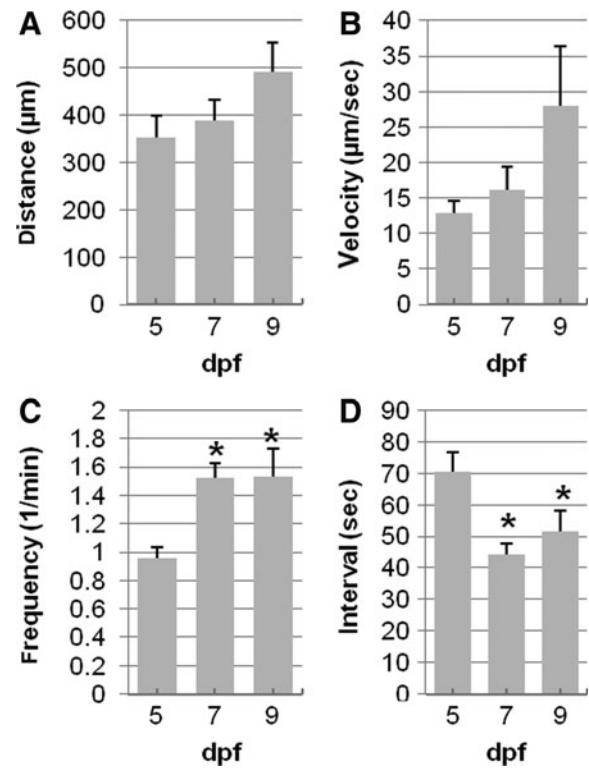 A
Distance (µm)
600
500
400
300
200
100
0
5 7 9
dpf
B
Velocity (µm/sec)
40
35
30
25
20
15
10
5
0
5 7 9
dpf
C
Frequency (1/min)
2
1.8
1.6
1.4
1.2
1
0.8
0.6
0.4
0.2
0
* *
5 7 9
dpf
D
Interval (sec)
90
80
70
60
50
40
30
20
10
0
* *
5 7 9
dpf